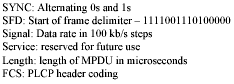 SYNC: Alternating 0s and 1s
SFD: Start of frame delimiter – 1111001110100000
Signal: Data rate in 100 kb/s steps
Service: reserved for future use
Length: length of MPDU in microseconds
FCS: PLCP header coding